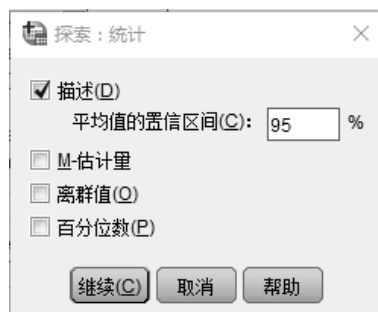 探索：统计
描述(D)
平均值的置信区间(C)： 95 %
M-估计量
离群值(O)
百分位数(P)
继续(C) 取消 帮助